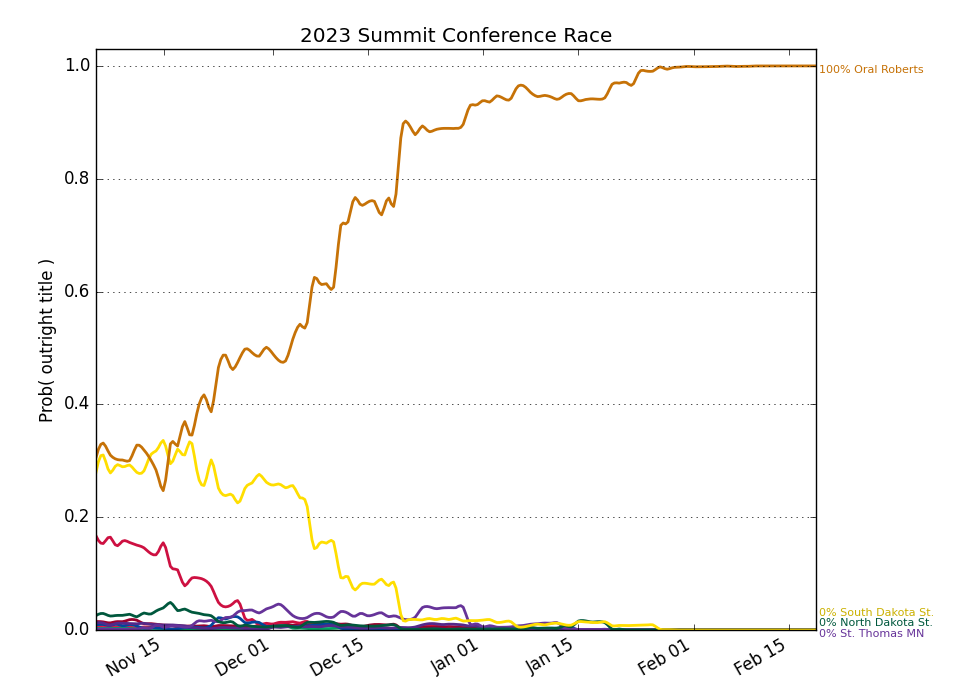 2023 Summit Conference Race
1.0
0.8
0.6
0.4
0.2
0.0
Prob( outright title )
Nov 15
Dec 01
Dec 15
Jan 01
Jan 15
Feb 01
Feb 15
100% Oral Roberts
0% South Dakota St.
0% North Dakota St.
0% St. Thomas MN